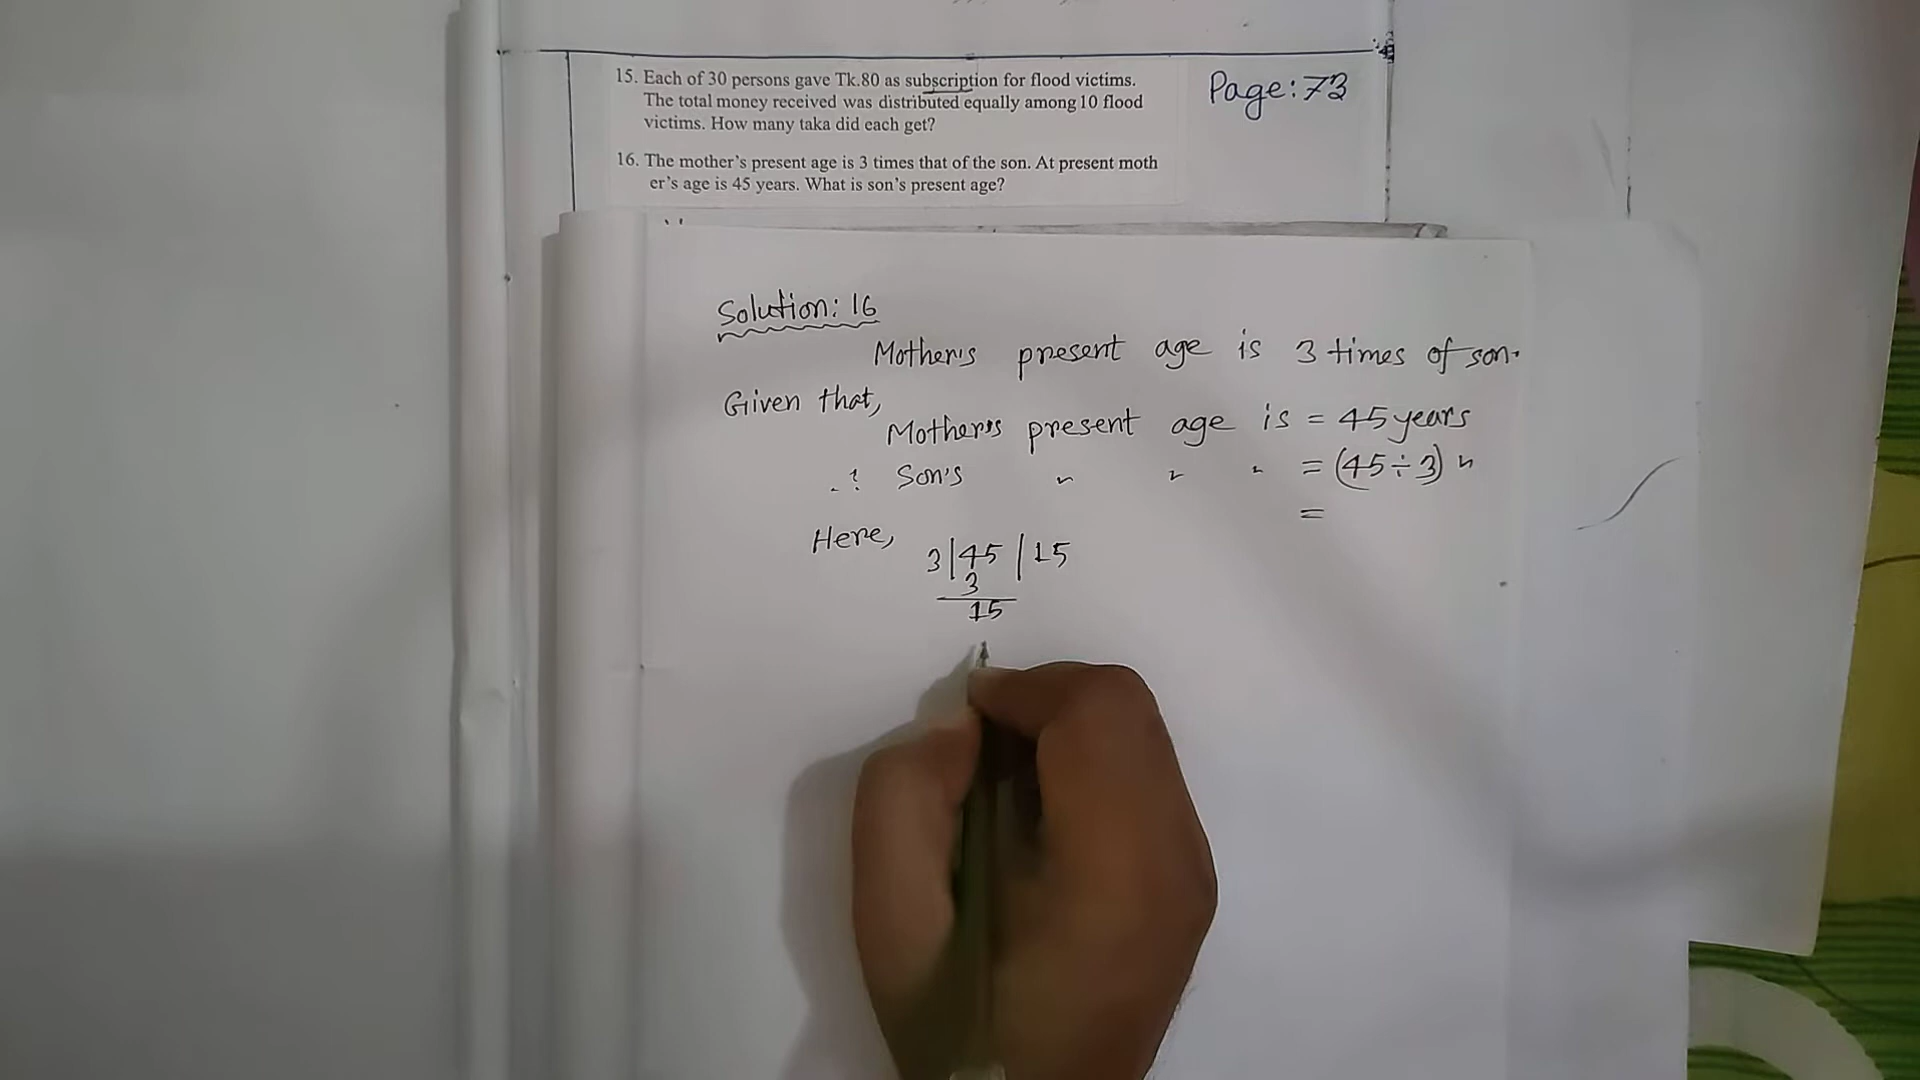 15. Each of 30 persons gave Tk.80 as subscription for flood victims.
The total money received was distributed equally among 10 flood
victims. How many taka did each get?
Page:73
16. The mother's present age is 3 times that of the son. At present moth
er's age is 45 years. What is son's present age?
Solution: 16
Mother's present age is 3 times of son.
Given that,
Mother's present age is = 45 years
∴ Son's " " " = (45÷3) "
=
Here,
3|45|15
3
15